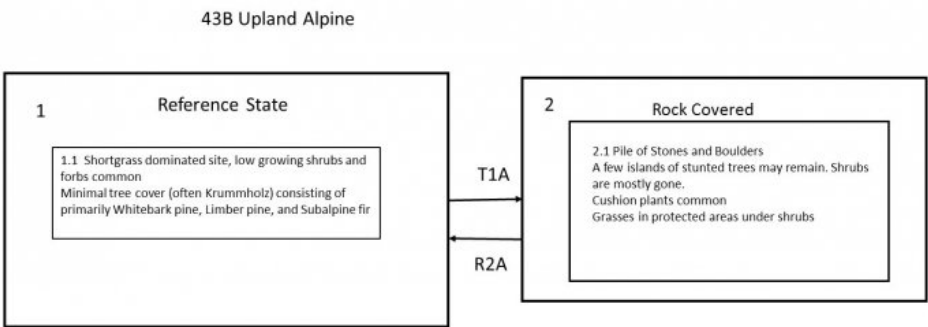 43B Upland Alpine
1
Reference State
1.1 Shortgrass dominated site, low growing shrubs and
forbs common
Minimal tree cover (often Krummholz) consisting of
primarily Whitebark pine, Limber pine, and Subalpine fir
T1A
R2A
2
Rock Covered
2.1 Pile of Stones and Boulders
A few islands of stunted trees may remain. Shrubs
are mostly gone.
Cushion plants common
Grasses in protected areas under shrubs